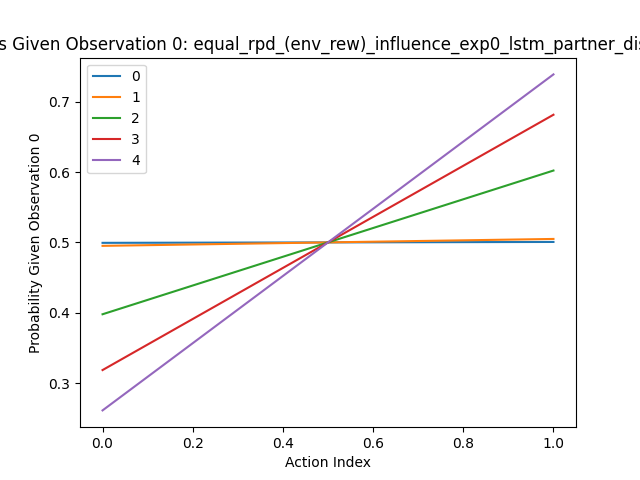 s Given Observation 0: equal_rpd_(env_rew)_influence_exp0_lstm_partner_dis
0
1
2
3
4
0.7
0.6
0.5
0.4
0.3
Probability Given Observation 0
0.0 0.2 0.4 0.6 0.8 1.0
Action Index